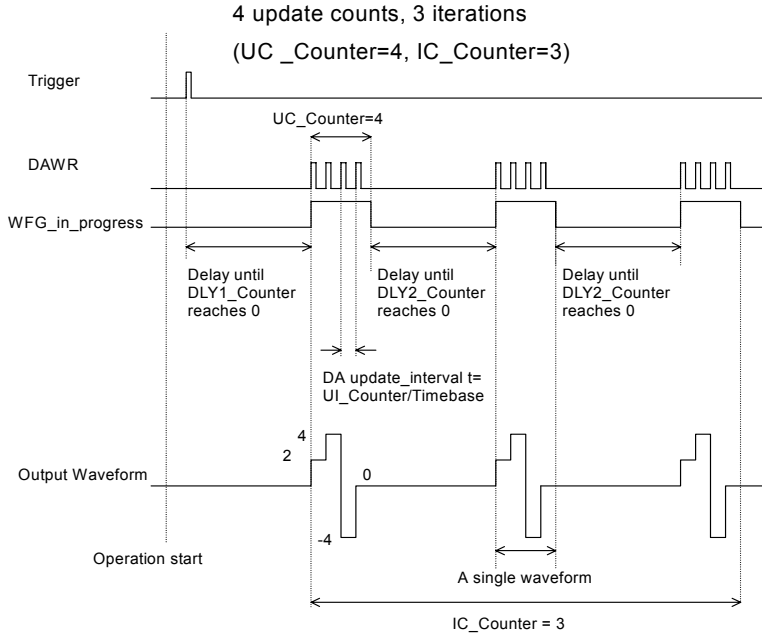 4 update counts, 3 iterations
(UC _Counter=4, IC_Counter=3)
Trigger
UC_Counter=4
DAWR
WFG_in_progress
Delay until
DLY1_Counter
reaches 0
Delay until
DLY2_Counter
reaches 0
Delay until
DLY2_Counter
reaches 0
DA update_interval t=
UI_Counter/Timebase
4
2
0
Output Waveform
-4
Operation start
A single waveform
IC_Counter = 3